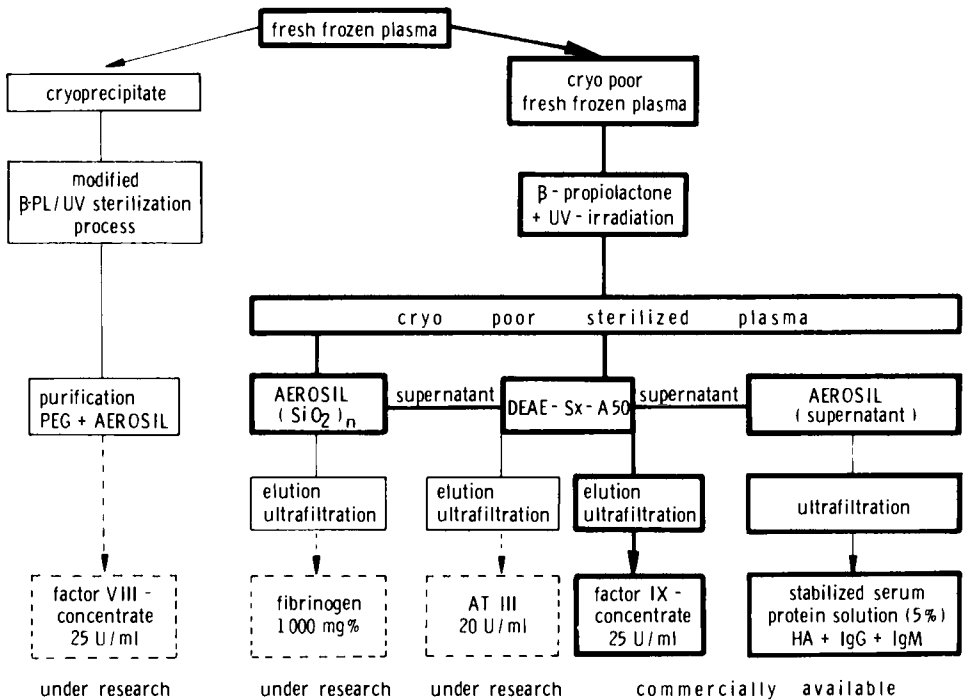 fresh frozen plasma
cryoprecipitate
cryo poor
fresh frozen plasma
modified
β-PL/UV sterilization
process
β - propiolactone
+ UV - irradiation
cryo poor sterilized plasma
purification
PEG + AEROSIL
AEROSIL
(SiO2)n
supernatant
DEAE - Sx - A 50
supernatant
AEROSIL
(supernatant)
elution
ultrafiltration
elution
ultrafiltration
elution
ultrafiltration
ultrafiltration
factor VIII -
concentrate
25 U/ml
fibrinogen
1000 mg%
AT III
20 U/ml
factor IX -
concentrate
25 U/ml
stabilized serum
protein solution (5%)
HA + IgG + IgM
under research
under research
under research
commercially available